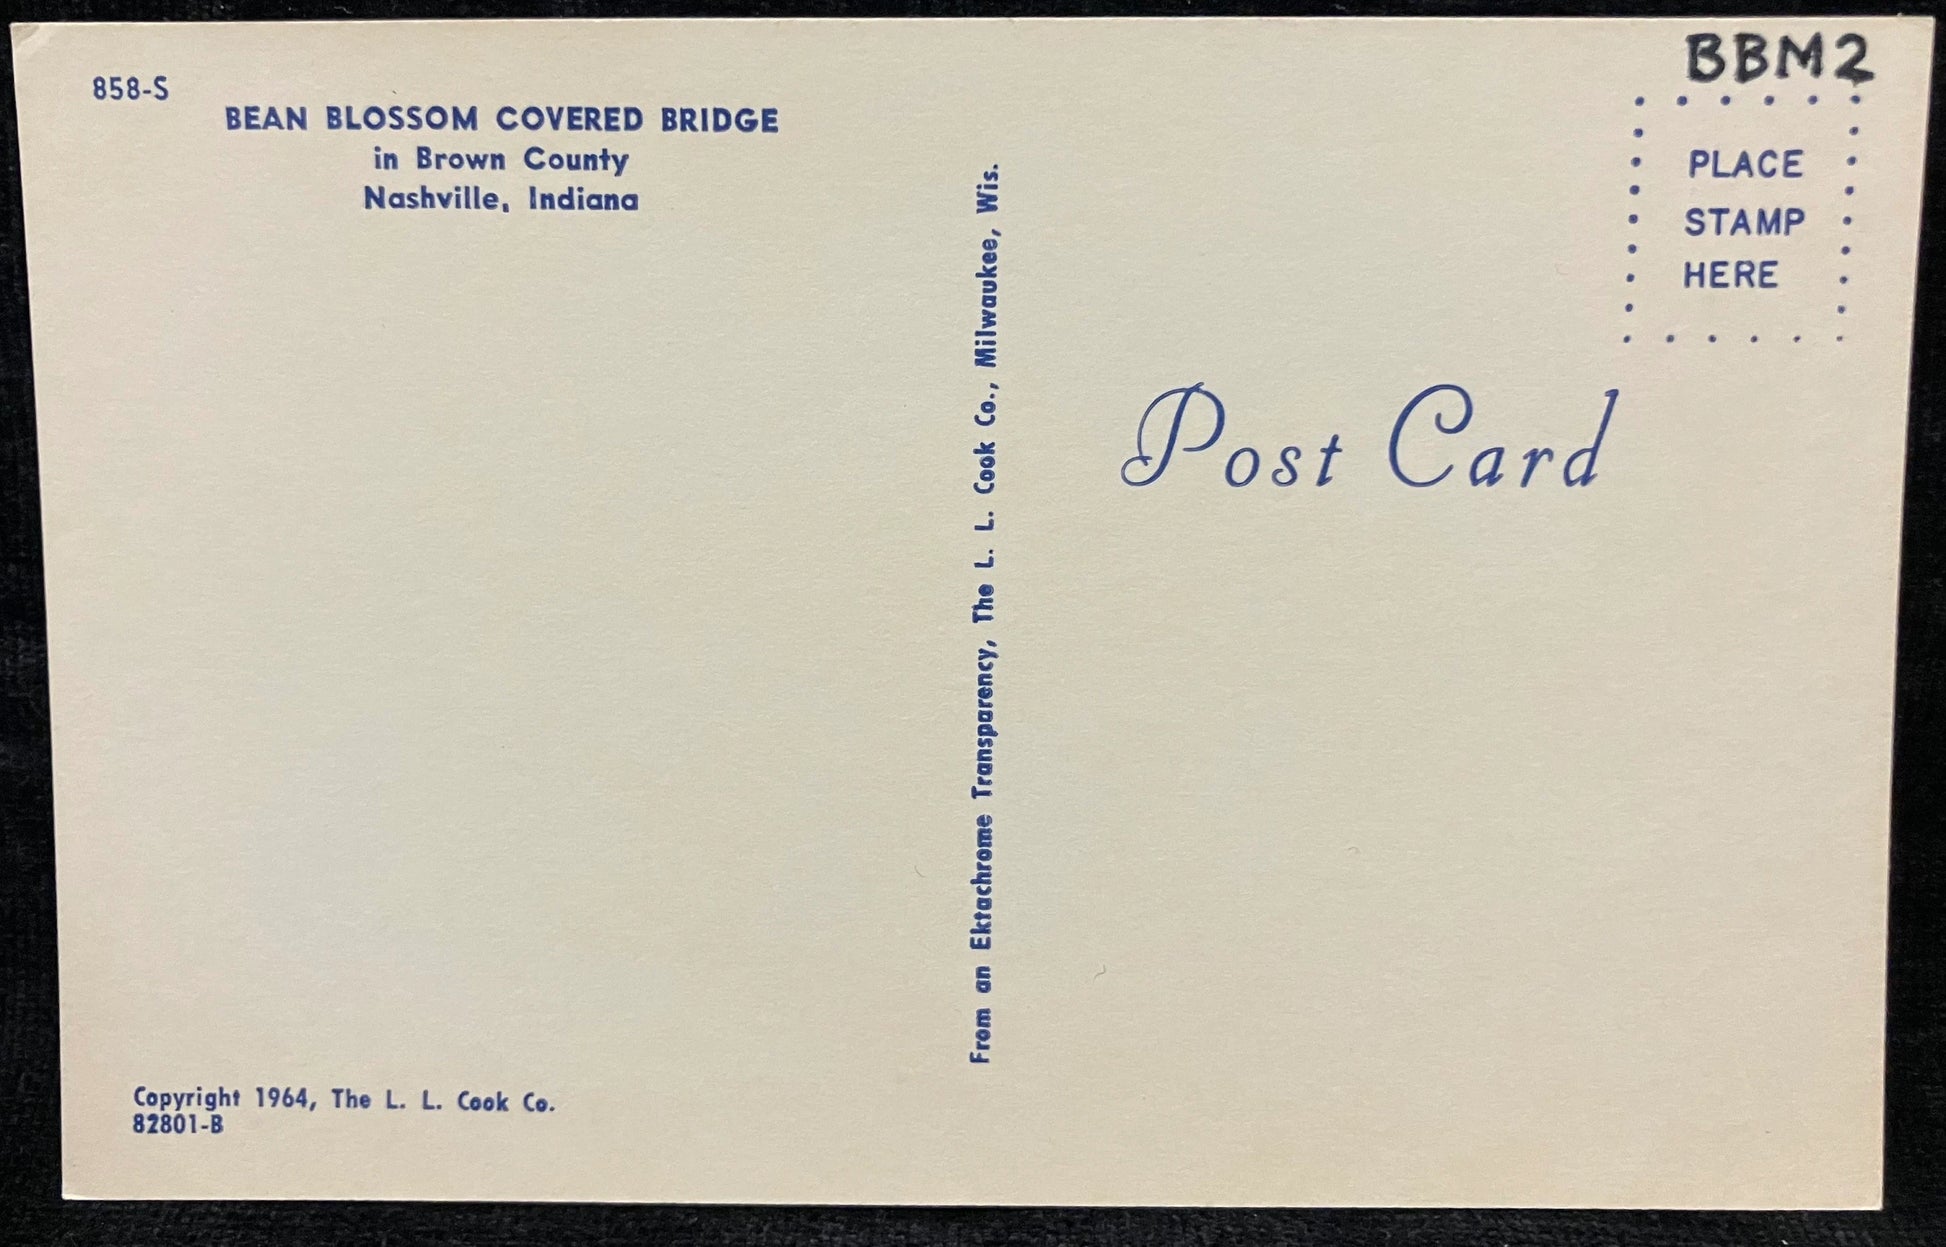 858-S
BEAN BLOSSOM COVERED BRIDGE
in Brown County
Nashville, Indiana
BBM2
PLACE
STAMP
HERE
From an Ektachrome Transparency, The L. L. Cook Co., Milwaukee, Wis.
Post Card
Copyright 1964, The L. L. Cook Co.
82801-B